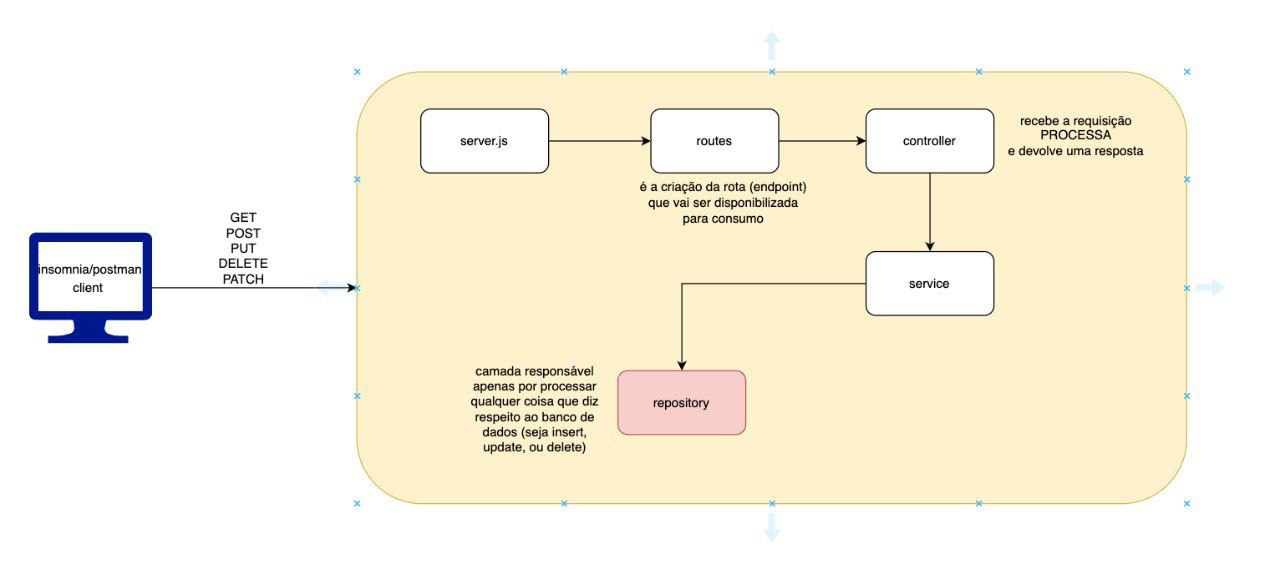 server.js
routes
controller
recebe a requisição
PROCESSA
e devolve uma resposta
é a criação da rota (endpoint)
que vai ser disponibilizada
para consumo
GET
POST
PUT
DELETE
PATCH
insomnia/postman
client
service
camada responsável
apenas por processar
qualquer coisa que diz
respeito ao banco de
dados (seja insert,
update, ou delete)
repository